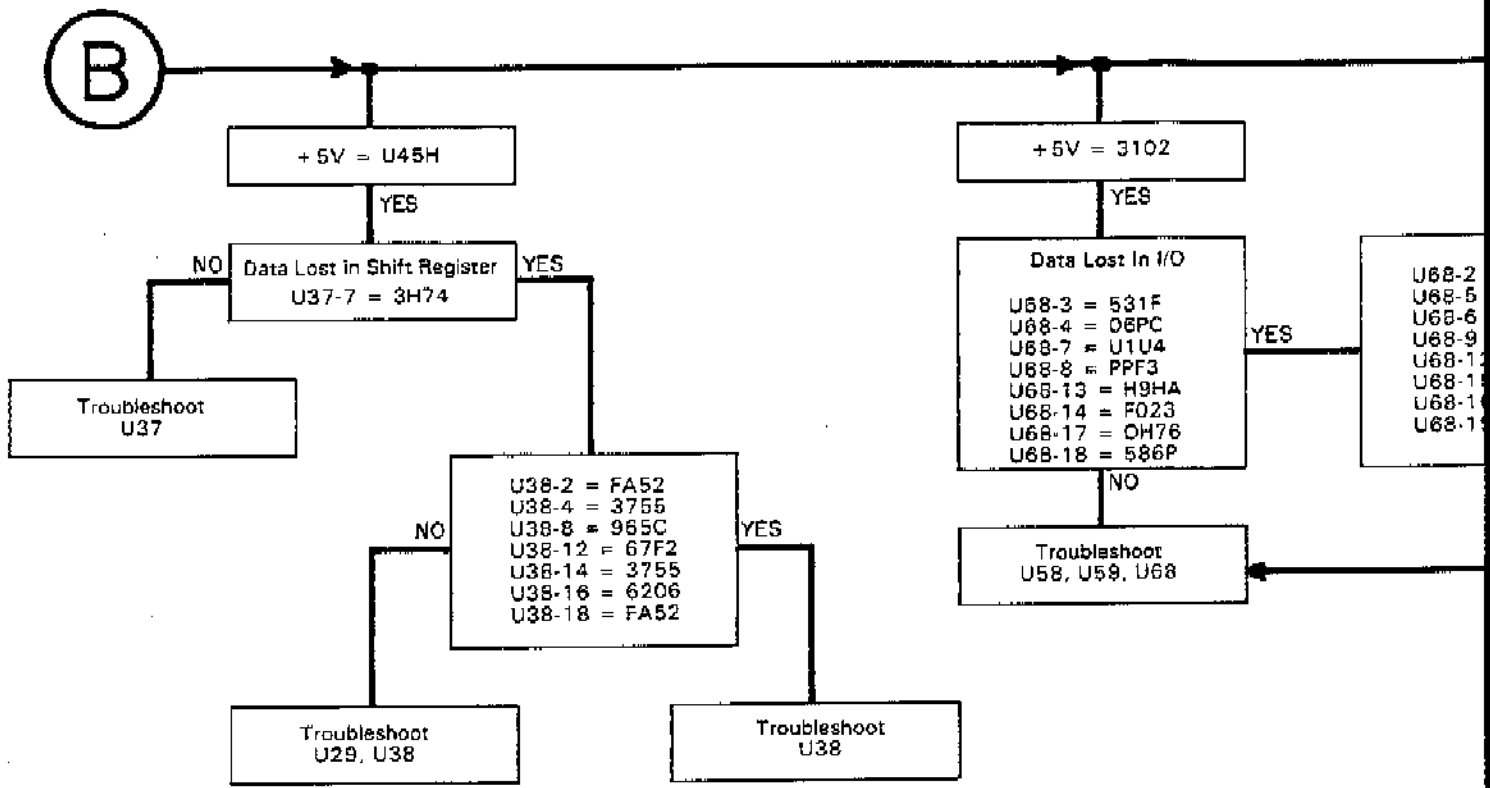 B
+5V = U45H
YES
NO
Data Lost in Shift Register
U37-7 = 3H74
YES
Troubleshoot
U37
U38-2 = FA52
U38-4 = 3755
U38-8 = 965C
U38-12 = 67F2
U38-14 = 3755
U38-16 = 6206
U38-18 = FA52
NO
YES
Troubleshoot
U29, U38
Troubleshoot
U38
+5V = 3102
YES
Data Lost In I/O
U68-3 = 531F
U68-4 = 06PC
U68-7 = U1U4
U68-8 = PPF3
U68-13 = H9HA
U68-14 = F023
U68-17 = 0H76
U68-18 = 586P
YES
NO
Troubleshoot
U58, U59, U68
U68-2
U68-5
U68-6
U68-9